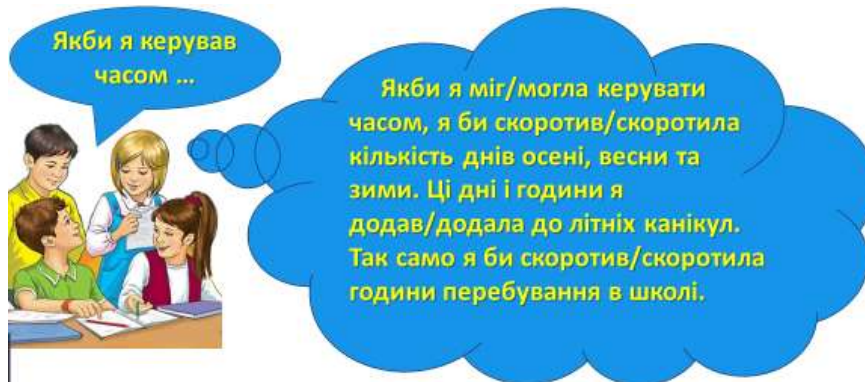 Якби я керував
часом ...
Якби я міг/могла керувати
часом, я би скоротив/скоротила
кількість днів осені, весни та
зими. Ці дні і години я
додав/додала до літніх канікул.
Так само я би скоротив/скоротила
години перебування в школі.